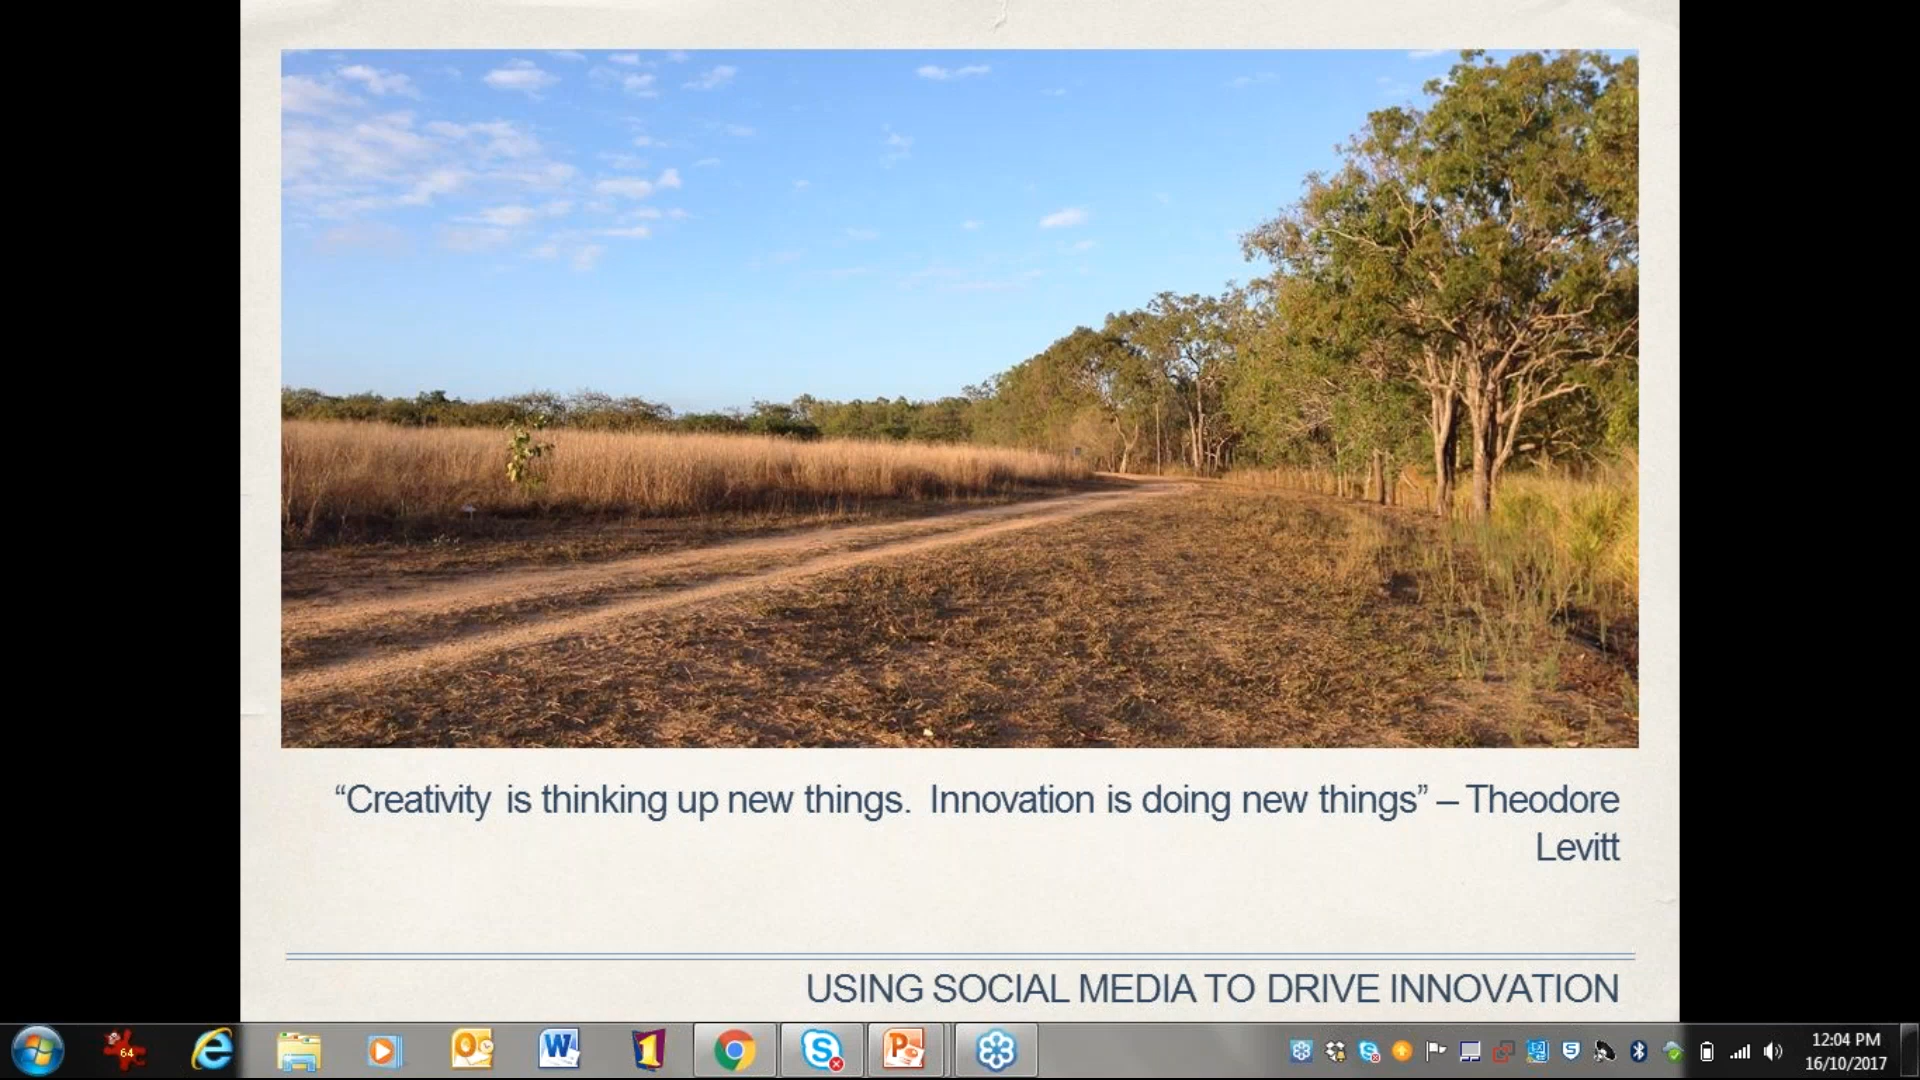 “Creativity is thinking up new things.  Innovation is doing new things” – Theodore
Levitt
USING SOCIAL MEDIA TO DRIVE INNOVATION
64
12:04 PM
16/10/2017